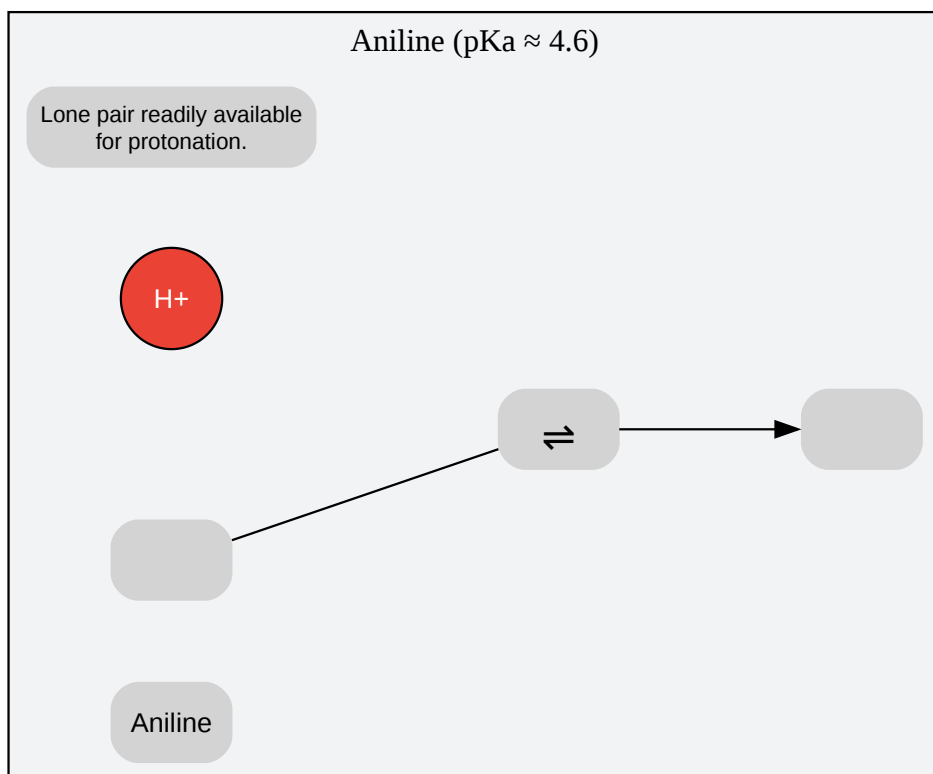 Aniline (pKa ≈ 4.6)
Lone pair readily available
for protonation.
H+
⇌
Aniline